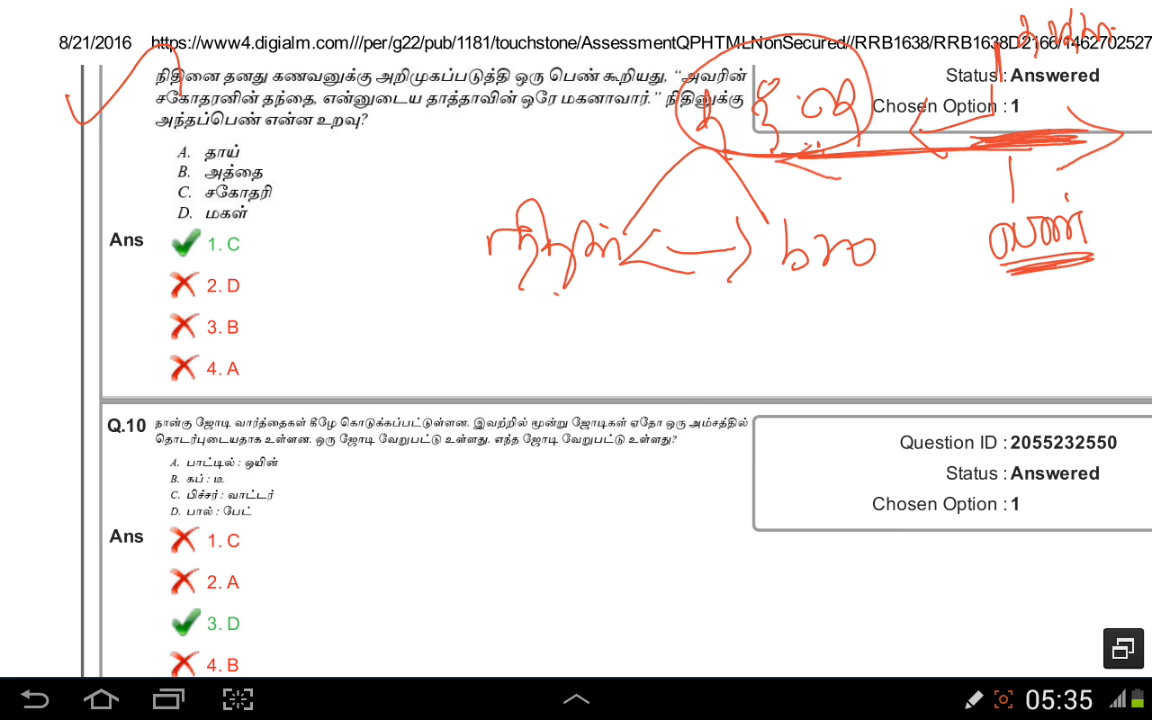 8/21/2016 https://www4.digialm.com///per/g22/pub/1181/touchstone/AssessmentQPHTMLNonSecured//RRB1638/RRB1638D2166/1462702527
நிதினை தனது கணவனுக்கு அறிமுகப்படுத்தி ஒரு பெண் கூறியது, “அவரின்
சகோதரனின் தந்தை, என்னுடைய தாத்தாவின் ஒரே மகனாவார்.” நிதினுக்கு
அந்தப்பெண் என்ன உறவு?
Status : Answered
Chosen Option : 1
A. தாய்
B. அத்தை
C. சகோதரி
D. மகள்
bro
பெண்
Ans
1. C
2. D
3. B
4. A
Q.10 நான்கு ஜோடி வார்த்தைகள் கீழே கொடுக்கப்பட்டுள்ளன. இவற்றில் மூன்று ஜோடிகள் ஏதோ ஒரு அம்சத்தில்
தொடர்புடையதாக உள்ளன. ஒரு ஜோடி வேறுபட்டு உள்ளது. எந்த ஜோடி வேறுபட்டு உள்ளது?
A. பாட்டில் : ஒயின்
B. கப் : டீ
C. பிச்சர் : வாட்டர்
D. பால் : பேட்
Question ID : 2055232550
Status : Answered
Chosen Option : 1
Ans
1. C
2. A
3. D
4. B
05:35